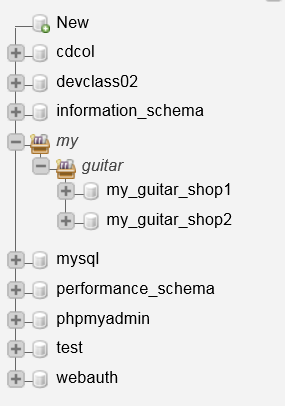 New
cdcol
devclass02
information_schema
my
guitar
my_guitar_shop1
my_guitar_shop2
mysql
performance_schema
phpmyadmin
test
webauth